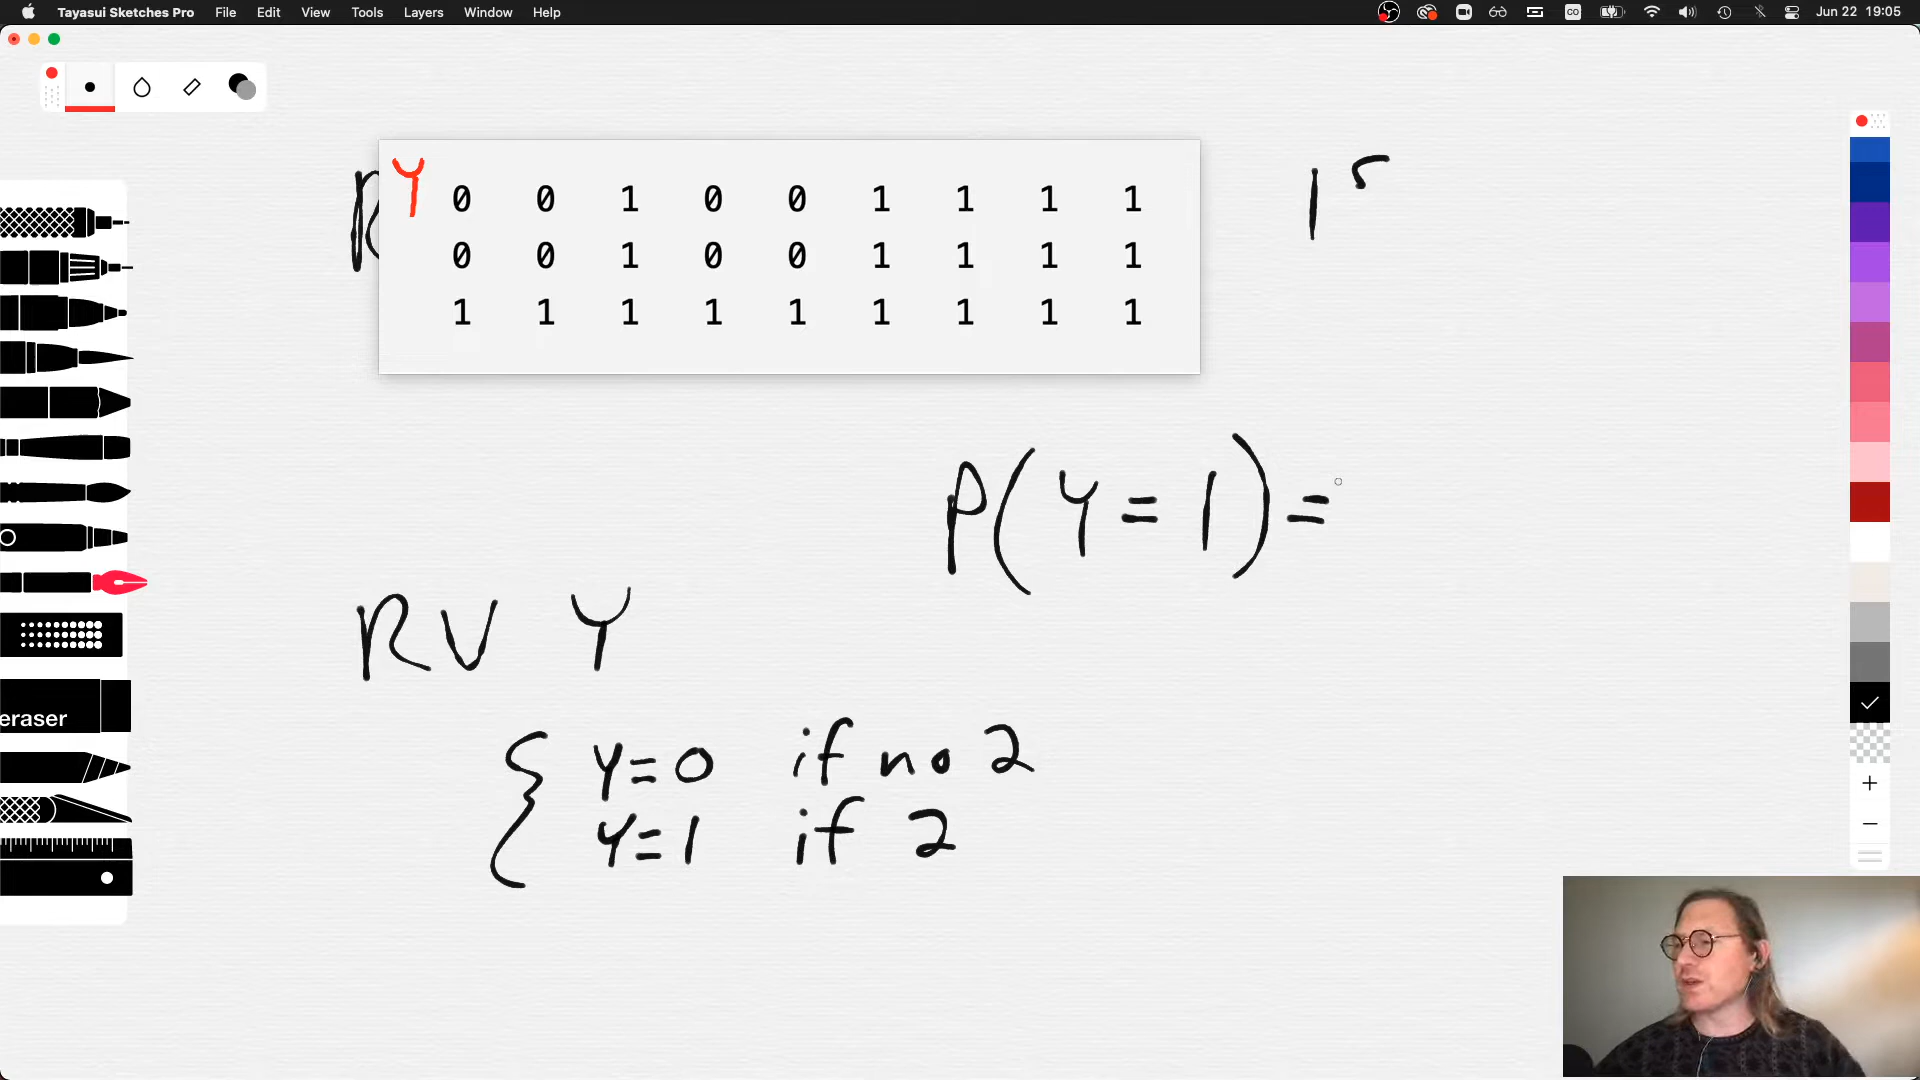 Tayasui Sketches Pro File Edit View Tools Layers Window Help Jun 22 19:05
Y 0 0 1 0 0 1 1 1 1
0 0 1 0 0 1 1 1 1
1 1 1 1 1 1 1 1 1
P(Y=1)=
RV Y
{ Y=0 if no 2
Y=1 if 2
eraser